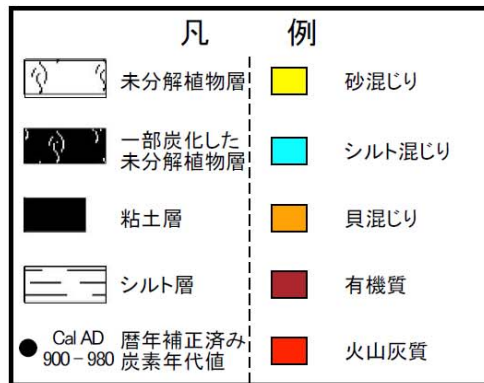 凡 例
未分解植物層
一部炭化した
未分解植物層
粘土層
シルト層
Cal AD
900－980
暦年補正済み
炭素年代値
砂混じり
シルト混じり
貝混じり
有機質
火山灰質